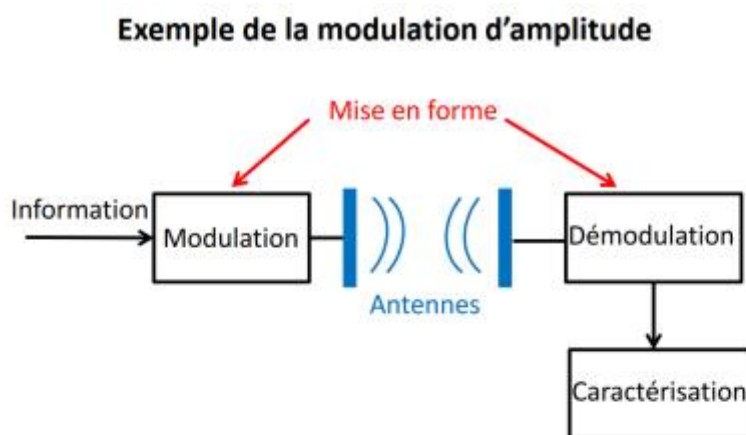 Exemple de la modulation d'amplitude
Mise en forme
Information
Modulation
Démodulation
Antennes
Caractérisation